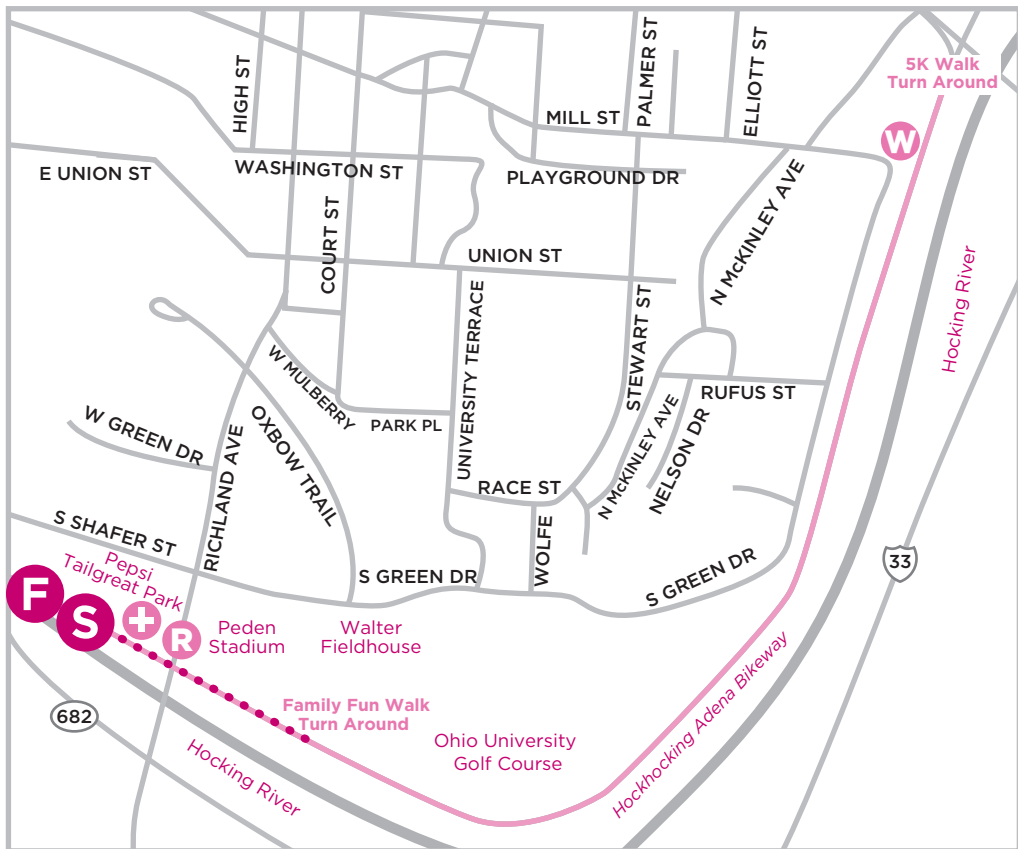 5K Walk
Turn Around
W
HIGH ST
PALMER ST
ELLIOTT ST
MILL ST
E UNION ST
WASHINGTON ST
PLAYGROUND DR
N McKINLEY AVE
COURT ST
UNION ST
Hocking River
UNIVERSITY TERRACE
STEWART ST
W MULBERRY
PARK PL
RUFUS ST
W GREEN DR
OXBOW TRAIL
RICHLAND AVE
N McKINLEY AVE
NELSON DR
RACE ST
WOLFE
S SHAFER ST
S GREEN DR
S GREEN DR
33
Pepsi
Tailgreat Park
F
S
R
Peden
Stadium
Walter
Fieldhouse
682
Family Fun Walk
Turn Around
Ohio University
Golf Course
Hocking River
Hockhocking Adena Bikeway